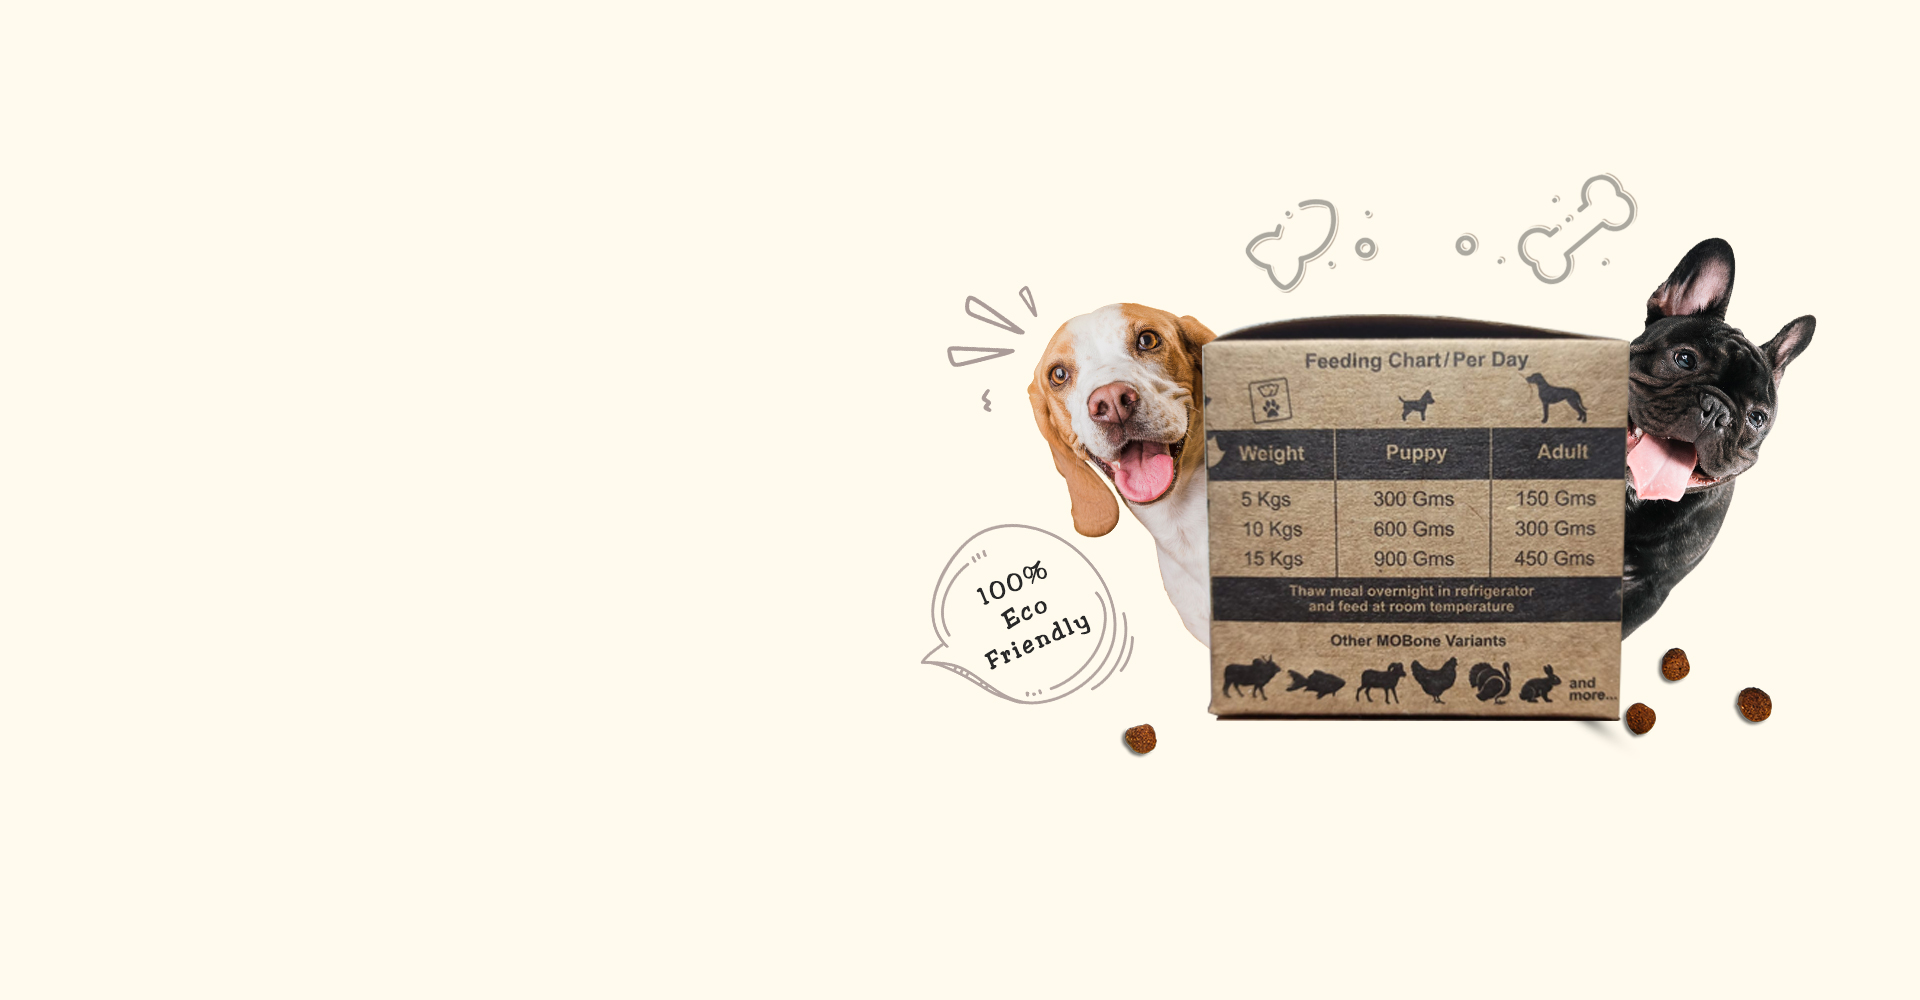 Feeding Chart/Per Day
Weight Puppy Adult
5 Kgs 300 Gms 150 Gms
10 Kgs 600 Gms 300 Gms
15 Kgs 900 Gms 450 Gms
Thaw meal overnight in refrigerator
and feed at room temperature
Other MOBone Variants
and
more...
100%
Eco
Friendly